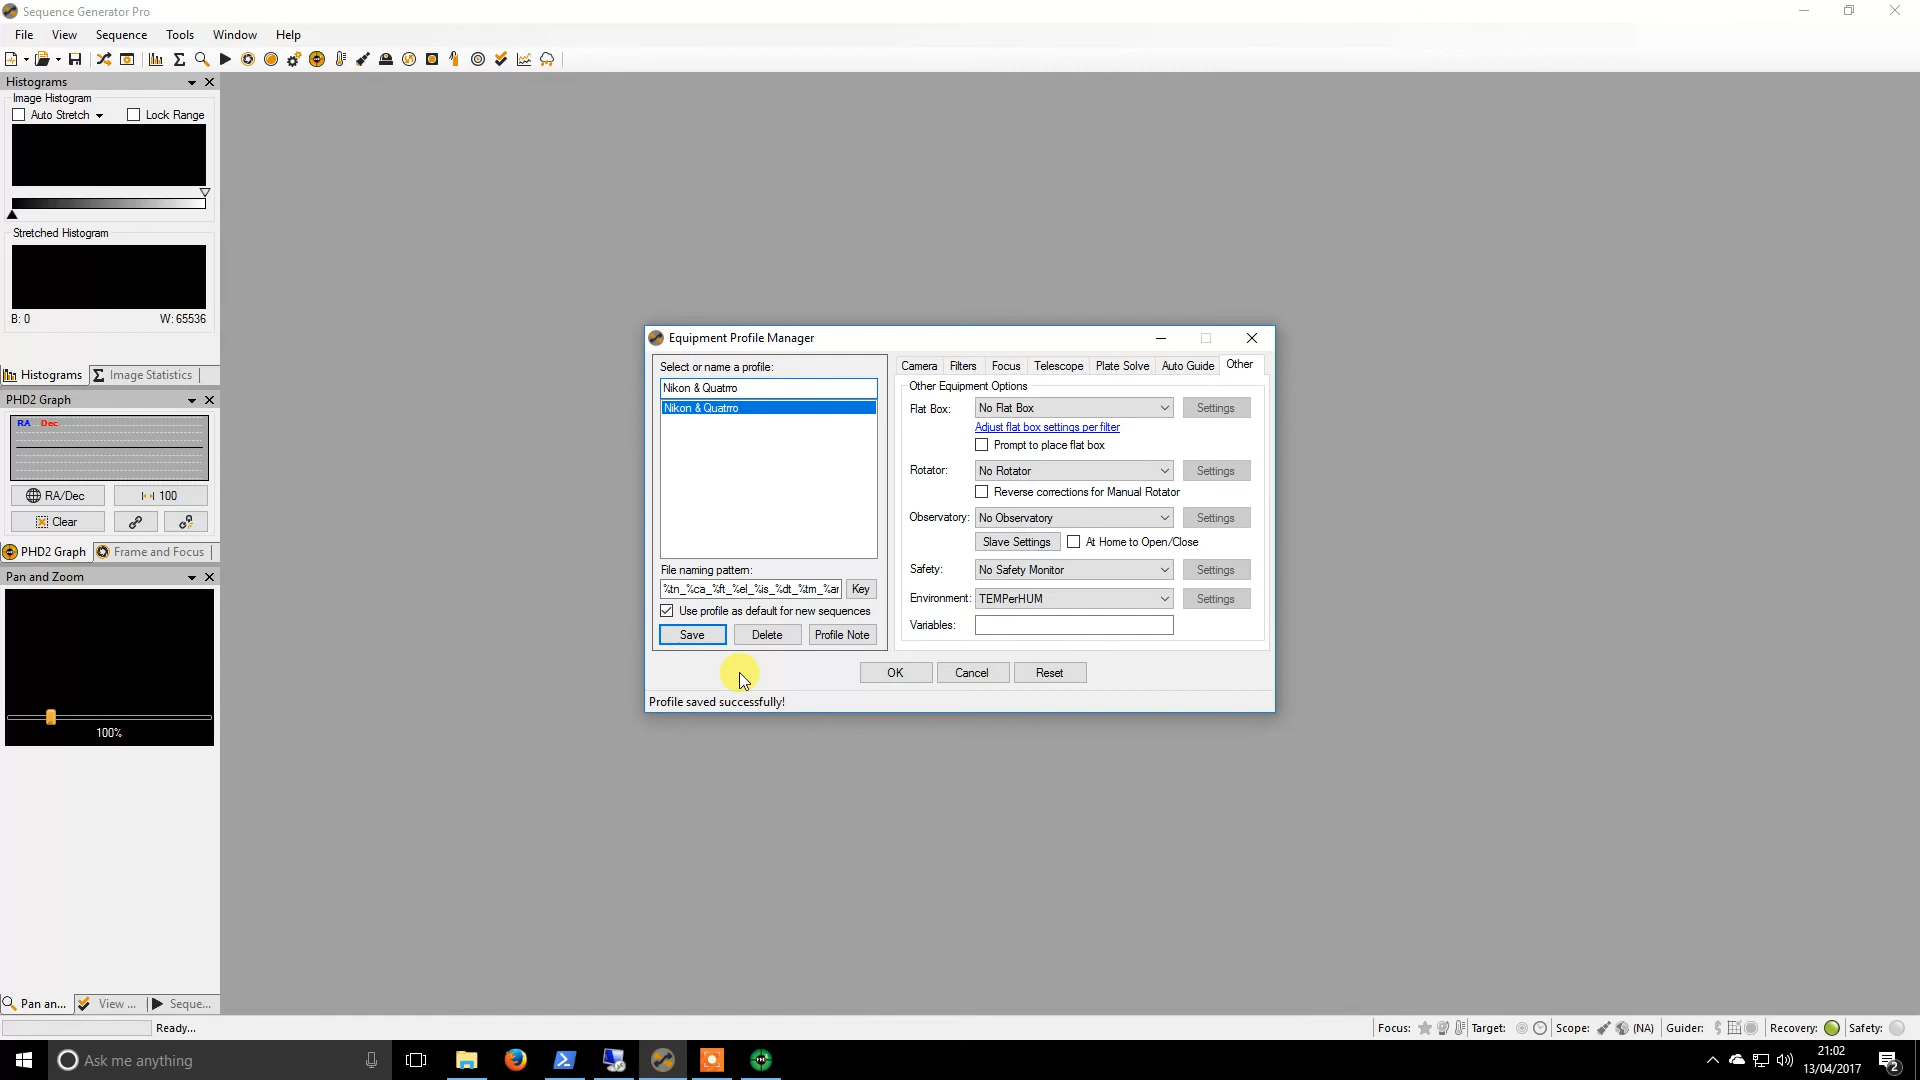 Sequence Generator Pro
File View Sequence Tools Window Help
Histograms
Image Histogram
Auto Stretch Lock Range
Stretched Histogram
B: 0 W: 65536
Histograms Image Statistics
PHD2 Graph
RA Dec
RA/Dec 100
Clear
PHD2 Graph Frame and Focus
Pan and Zoom
100%
Pan an... View ... Seque...
Ready...
Equipment Profile Manager
Select or name a profile:
Nikon & Quatrro
Nikon & Quatrro
File naming pattern:
%tn_%ca_%ft_%el_%is_%dt_%tm_%ar Key
Use profile as default for new sequences
Save Delete Profile Note
Camera Filters Focus Telescope Plate Solve Auto Guide Other
Other Equipment Options
Flat Box: No Flat Box Settings
Adjust flat box settings per filter
Prompt to place flat box
Rotator: No Rotator Settings
Reverse corrections for Manual Rotator
Observatory: No Observatory Settings
Slave Settings At Home to Open/Close
Safety: No Safety Monitor Settings
Environment: TEMPerHUM Settings
Variables:
OK Cancel Reset
Profile saved successfully!
Focus: Target: Scope: (NA) Guider: Recovery: Safety:
Ask me anything
21:02
13/04/2017
2